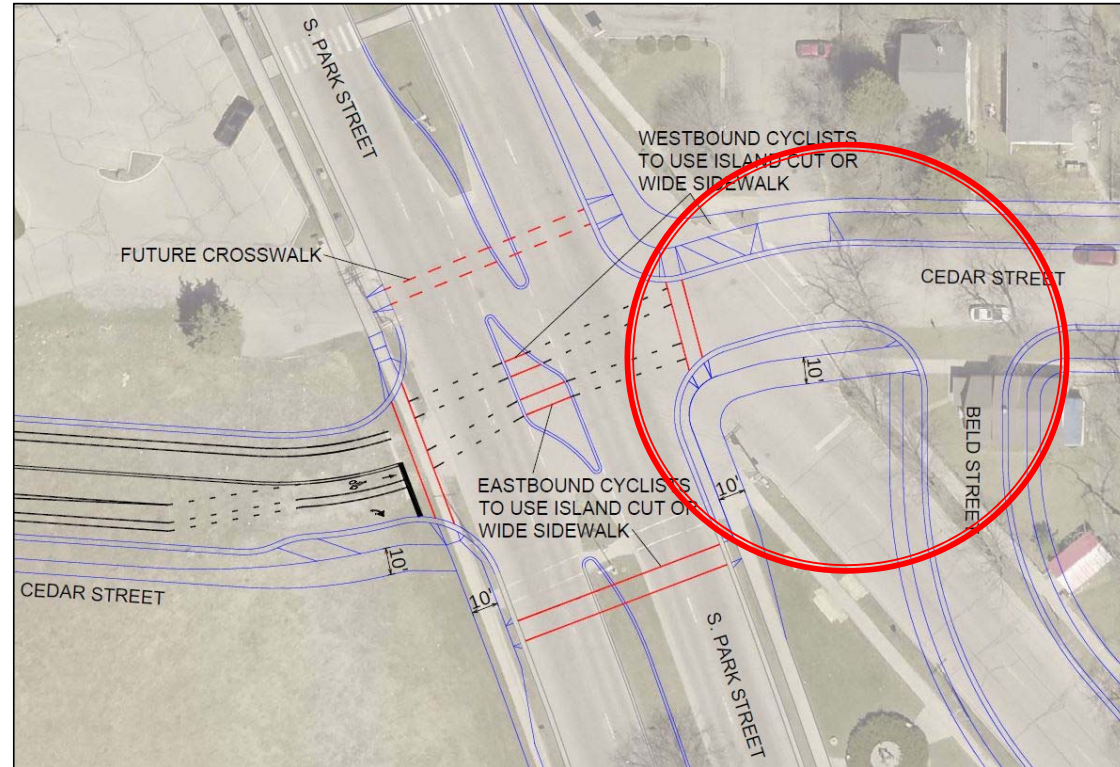 S. PARK STREET
WESTBOUND CYCLISTS
TO USE ISLAND CUT OR
WIDE SIDEWALK
FUTURE CROSSWALK
CEDAR STREET
10'
BELD STREET
EASTBOUND CYCLISTS
TO USE ISLAND CUT OR
WIDE SIDEWALK
10'
10'
CEDAR STREET
10'
S. PARK STREET